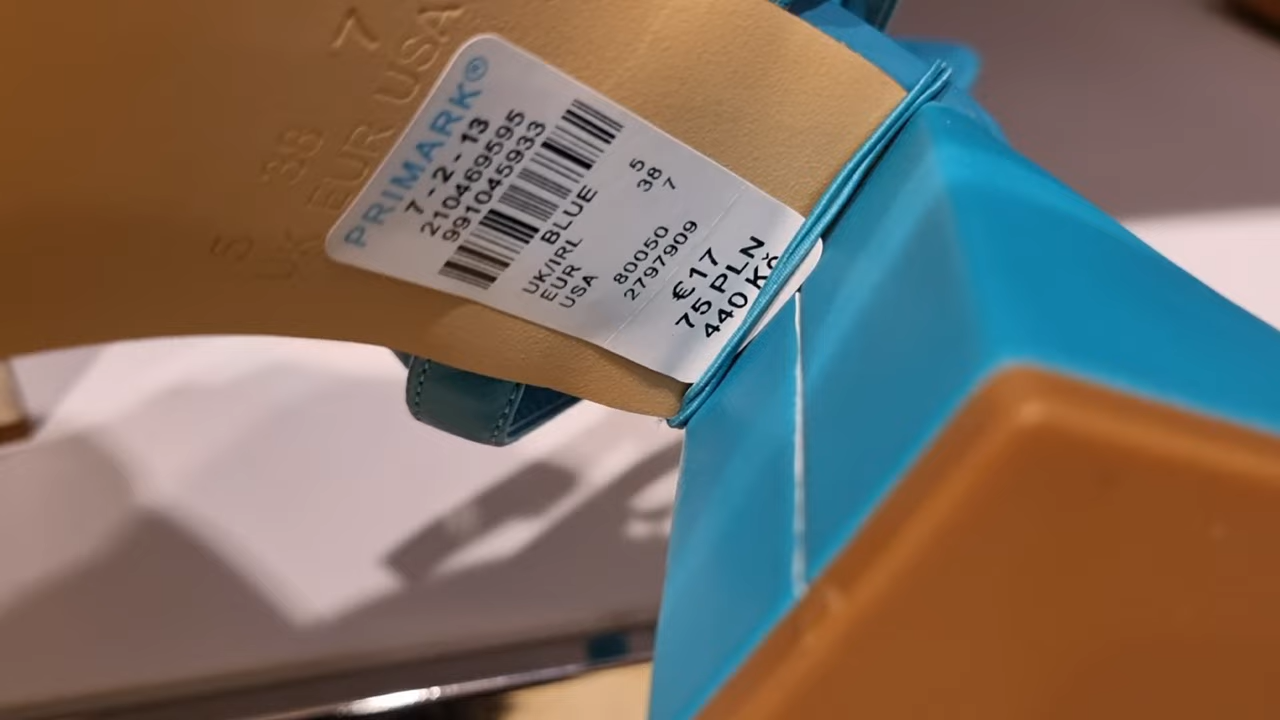 7
38
5
EUR USA
UK
PRIMARK®
7 - 2 - 13
210469595
991045933
BLUE
UK/IRL 5
EUR 38
USA 7
80050
2797909
€17
75 PLN
440 Kč